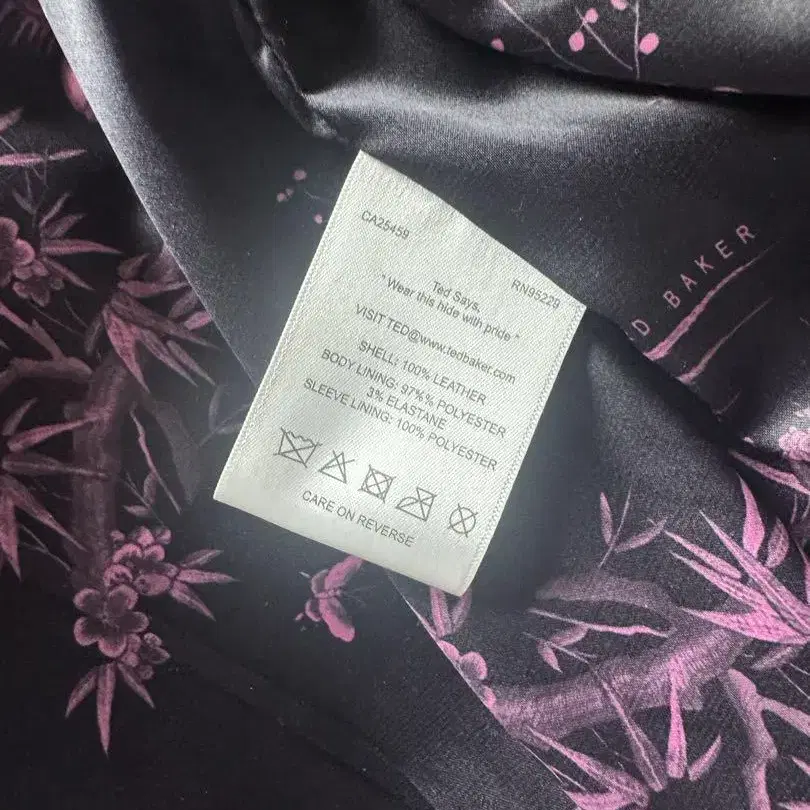 CA25459
RN95229
Ted Says,
" Wear this hide with pride "
VISIT TED@www.tedbaker.com
SHELL: 100% LEATHER
BODY LINING: 97%% POLYESTER
3% ELASTANE
SLEEVE LINING: 100% POLYESTER
CARE ON REVERSE
D BAKER